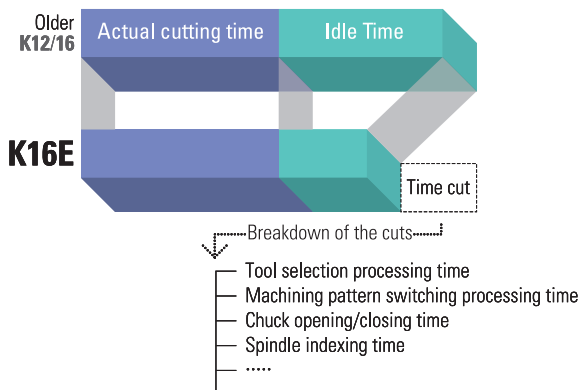 Older
K12/16
Actual cutting time
Idle Time
K16E
Time cut
Breakdown of the cuts
Tool selection processing time
Machining pattern switching processing time
Chuck opening/closing time
Spindle indexing time
.....